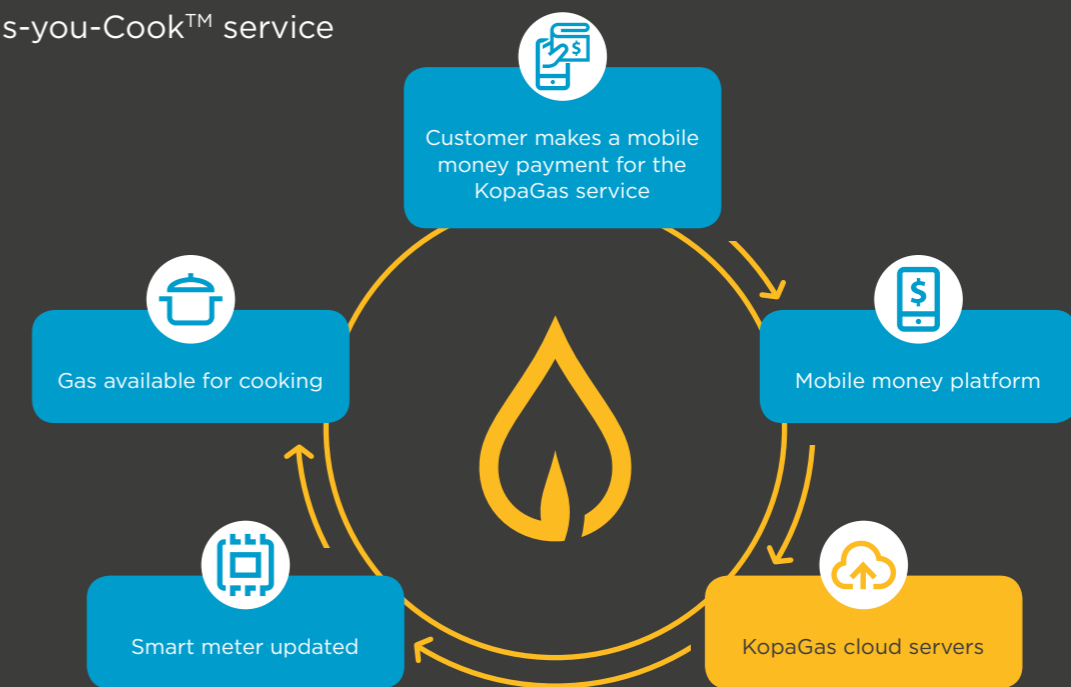 s-you-Cook™ service
Customer makes a mobile
money payment for the
KopaGas service
Gas available for cooking
Mobile money platform
Smart meter updated
KopaGas cloud servers